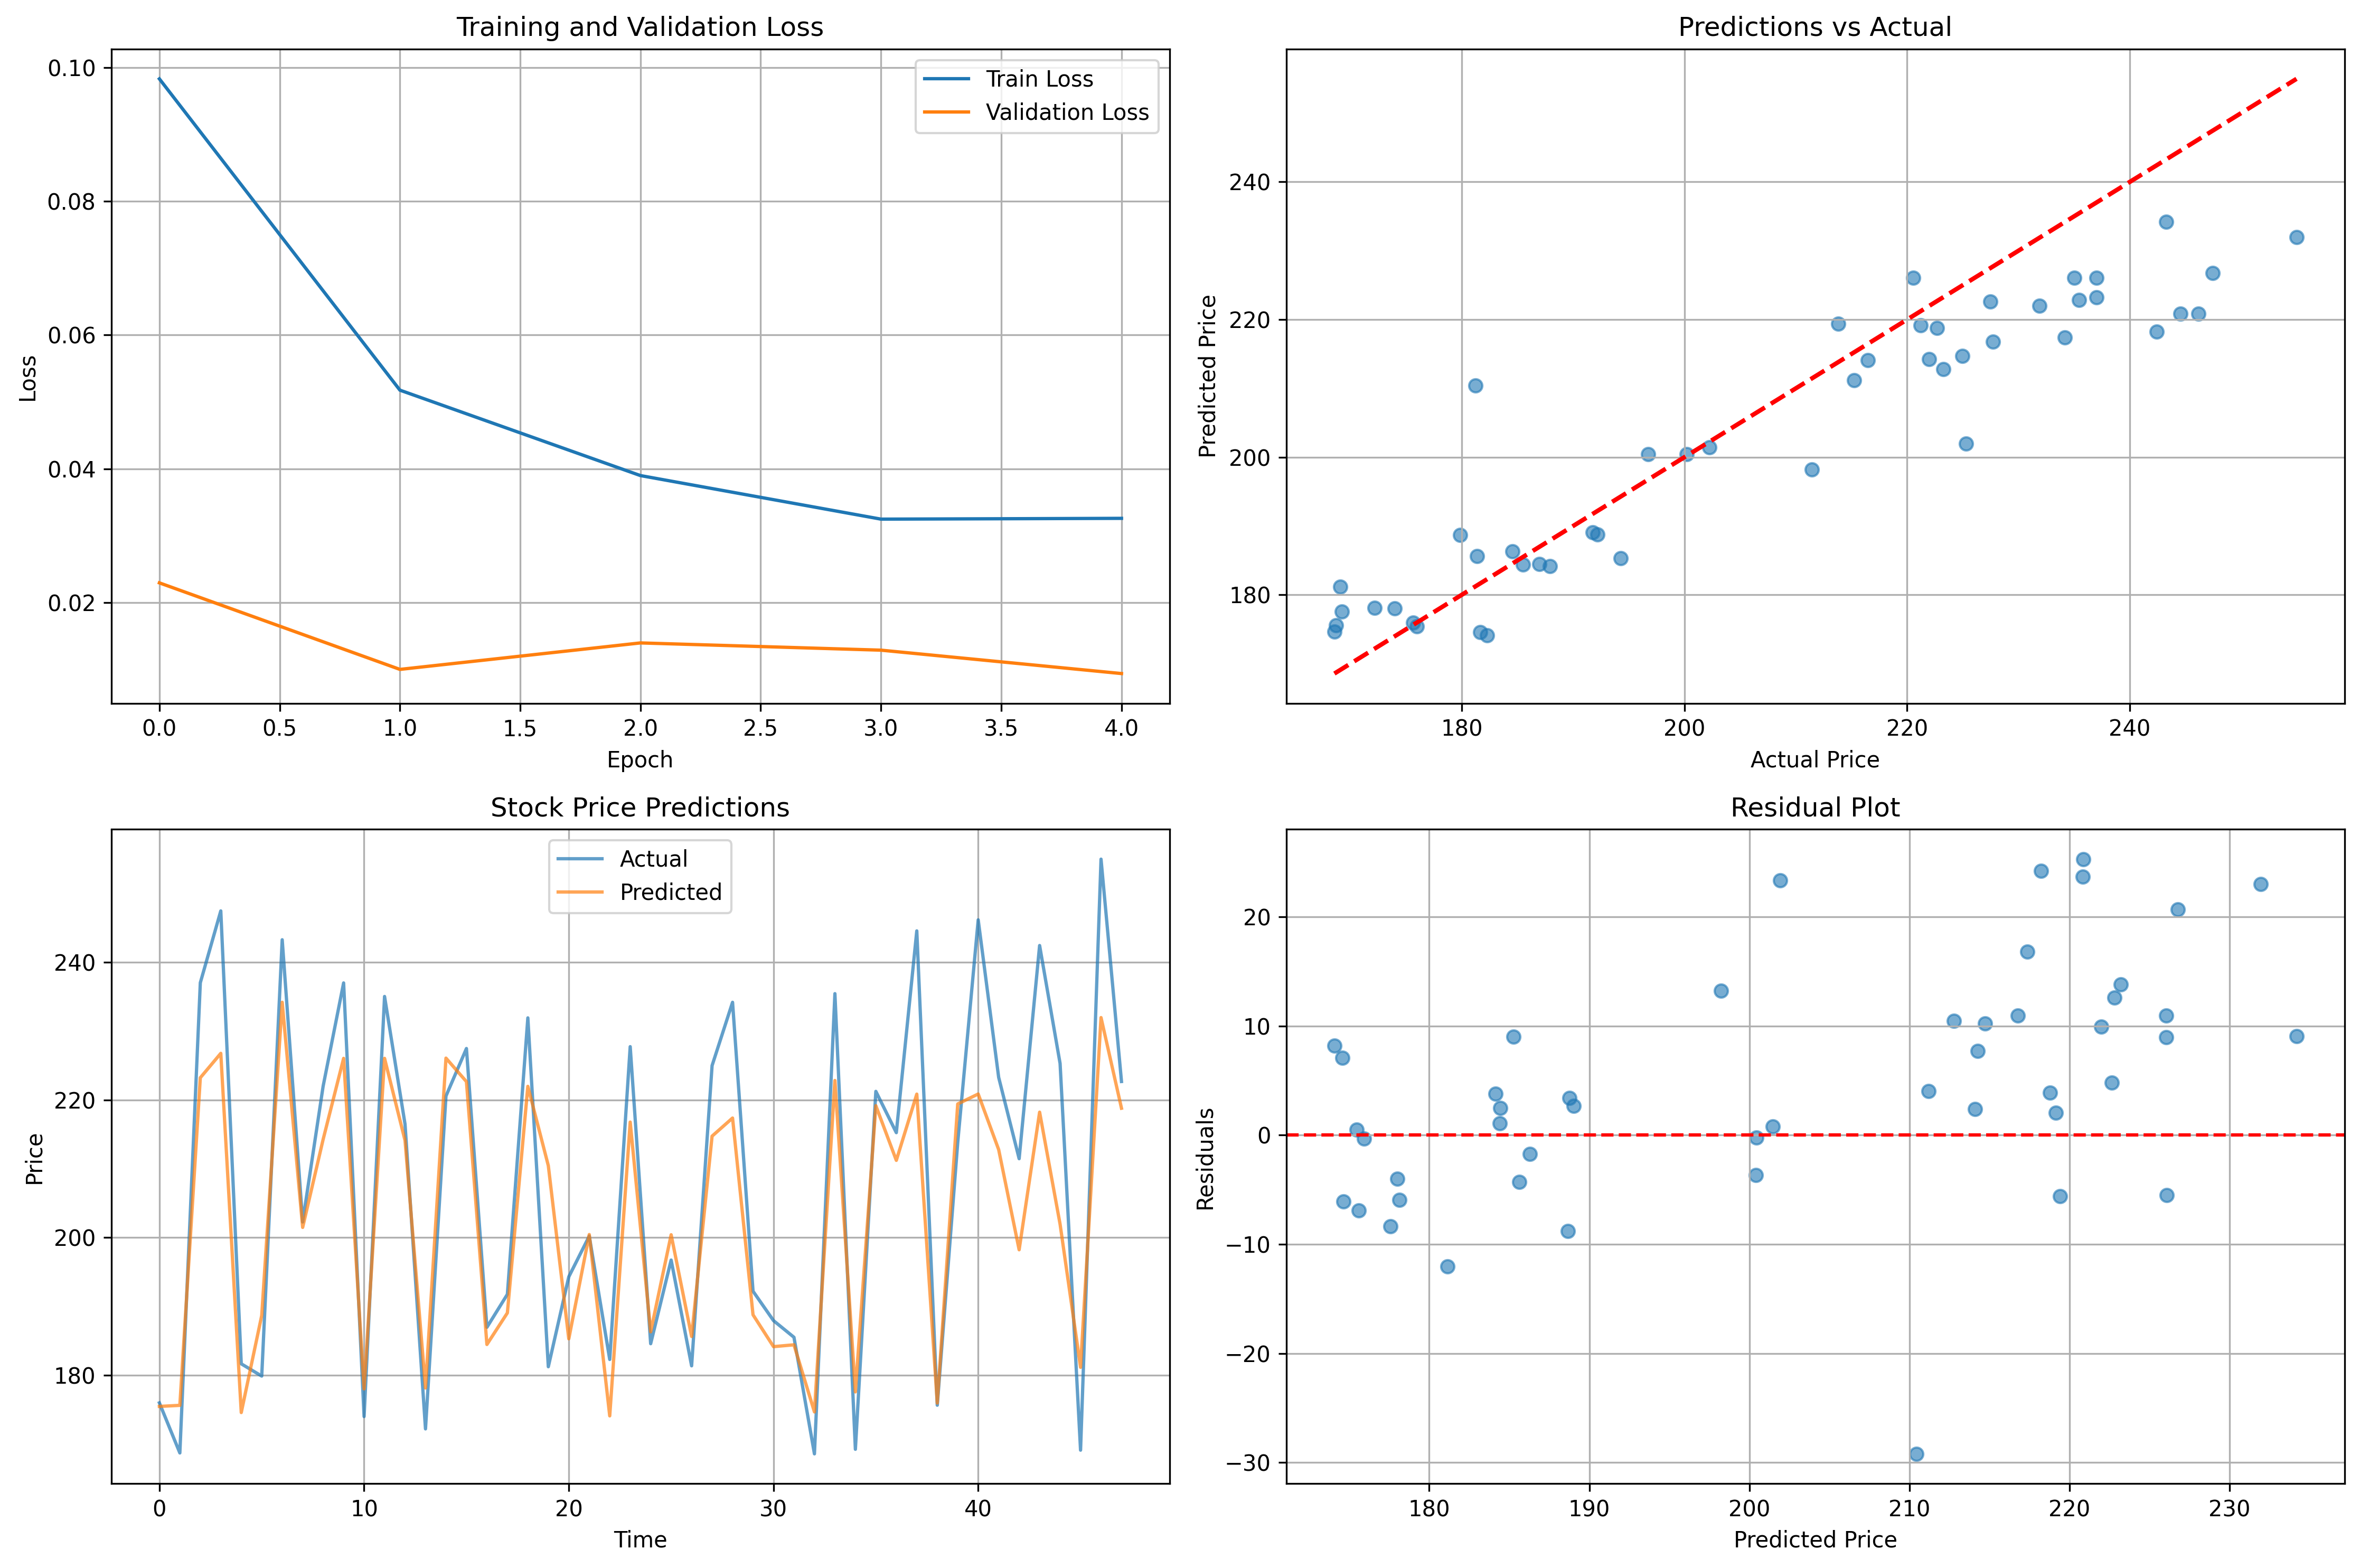 Training and Validation Loss
0.10
0.08
0.06
0.04
0.02
Loss
Train Loss
Validation Loss
0.0 0.5 1.0 1.5 2.0 2.5 3.0 3.5 4.0
Epoch
Predictions vs Actual
240
220
200
180
Predicted Price
180 200 220 240
Actual Price
Stock Price Predictions
240
220
200
180
Price
Actual
Predicted
0 10 20 30 40
Time
Residual Plot
20
10
0
−10
−20
−30
Residuals
180 190 200 210 220 230
Predicted Price